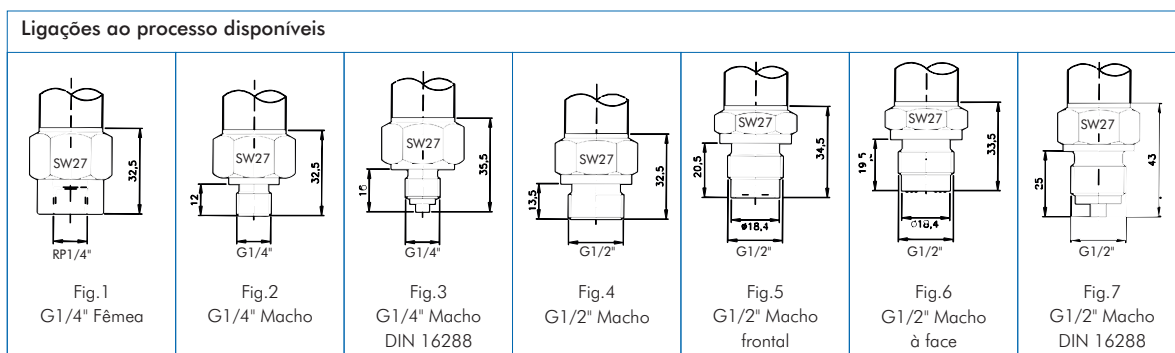 Ligações ao processo disponíveis
SW27
32,5
RP1/4"
Fig.1
G1/4" Fêmea
SW27
32,5
12
G1/4"
Fig.2
G1/4" Macho
SW27
35,5
16
G1/4"
Fig.3
G1/4" Macho
DIN 16288
SW27
32,5
13,5
G1/2"
Fig.4
G1/2" Macho
SW27
34,5
20,5
ø18,4
G1/2"
Fig.5
G1/2" Macho
frontal
SW27
33,5
19,5
ø18,4
G1/2"
Fig.6
G1/2" Macho
à face
SW27
43
25
G1/2"
Fig.7
G1/2" Macho
DIN 16288